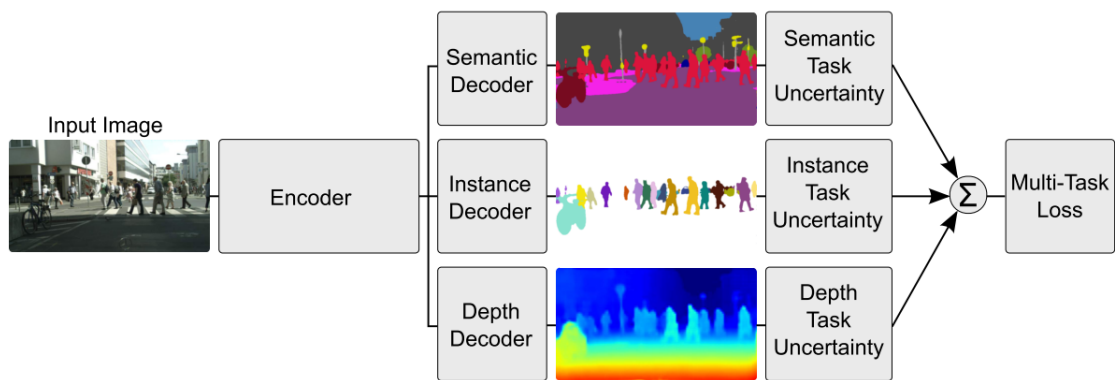 Input Image
Encoder
Semantic
Decoder
Semantic
Task
Uncertainty
Instance
Decoder
Instance
Task
Uncertainty
Depth
Decoder
Depth
Task
Uncertainty
Σ
Multi-Task
Loss